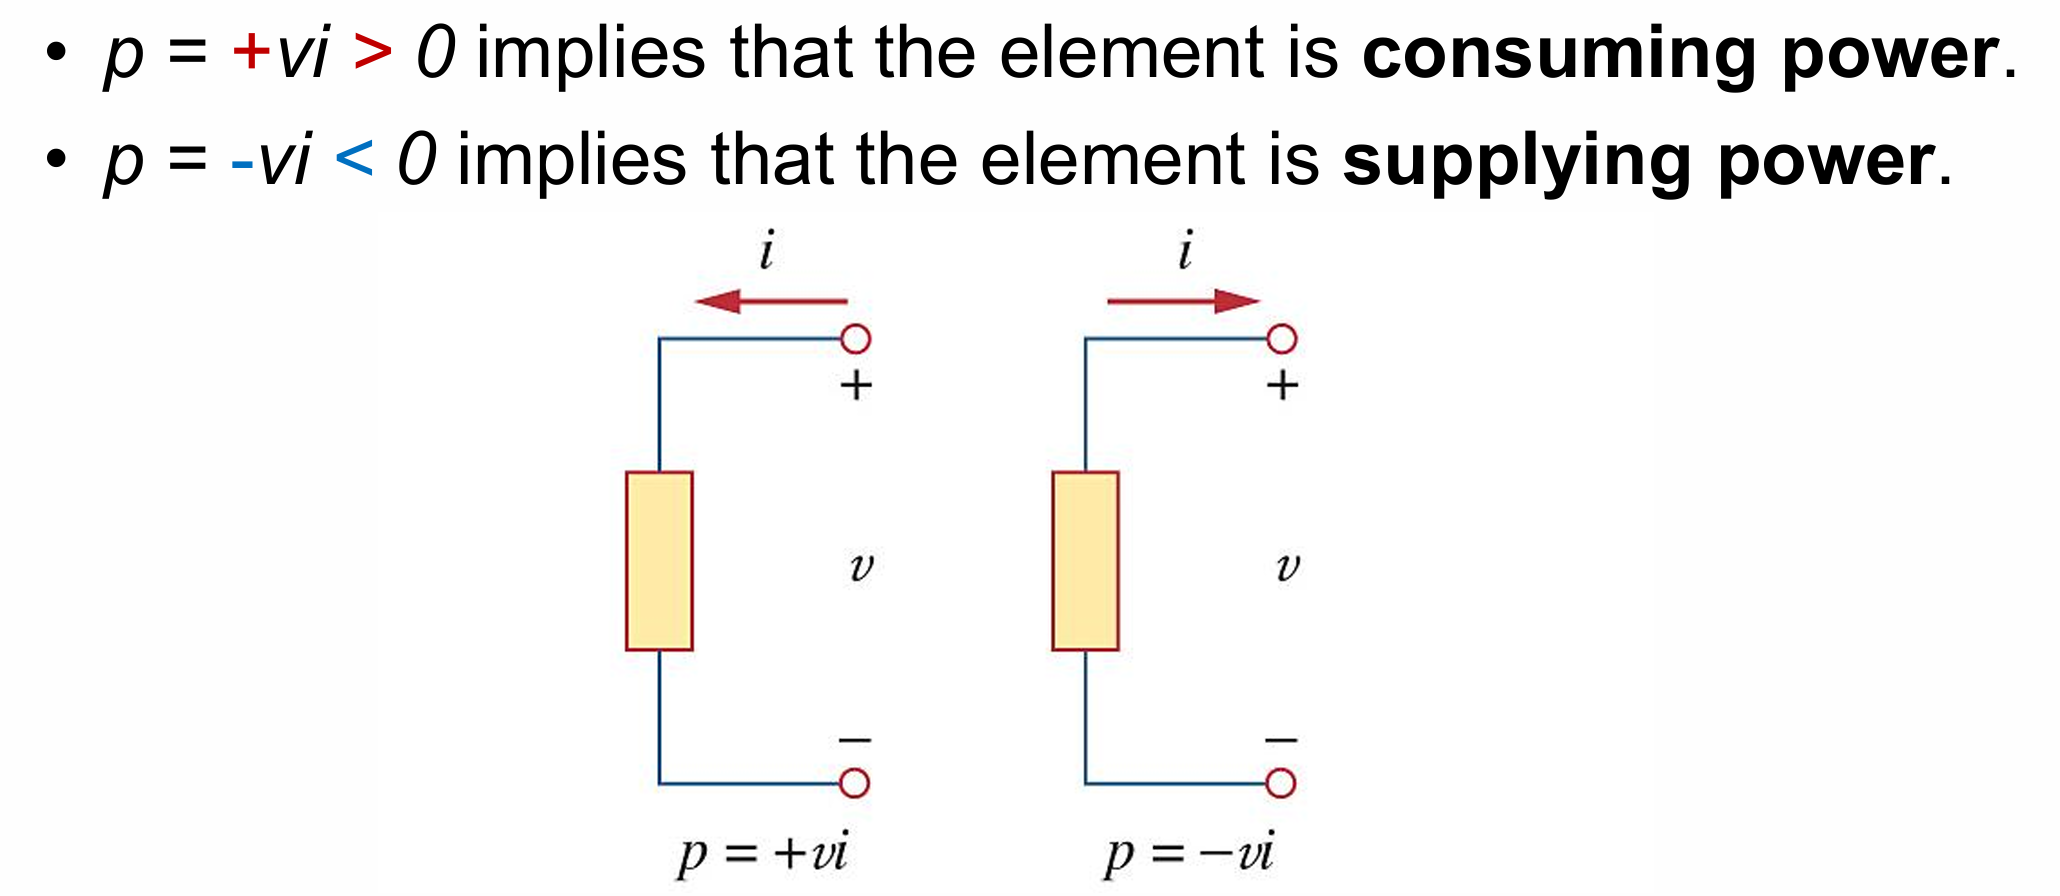 • p = +vi > 0 implies that the element is consuming power.
• p = -vi < 0 implies that the element is supplying power.
i i
+ +
v v
− −
p = +vi p = −vi